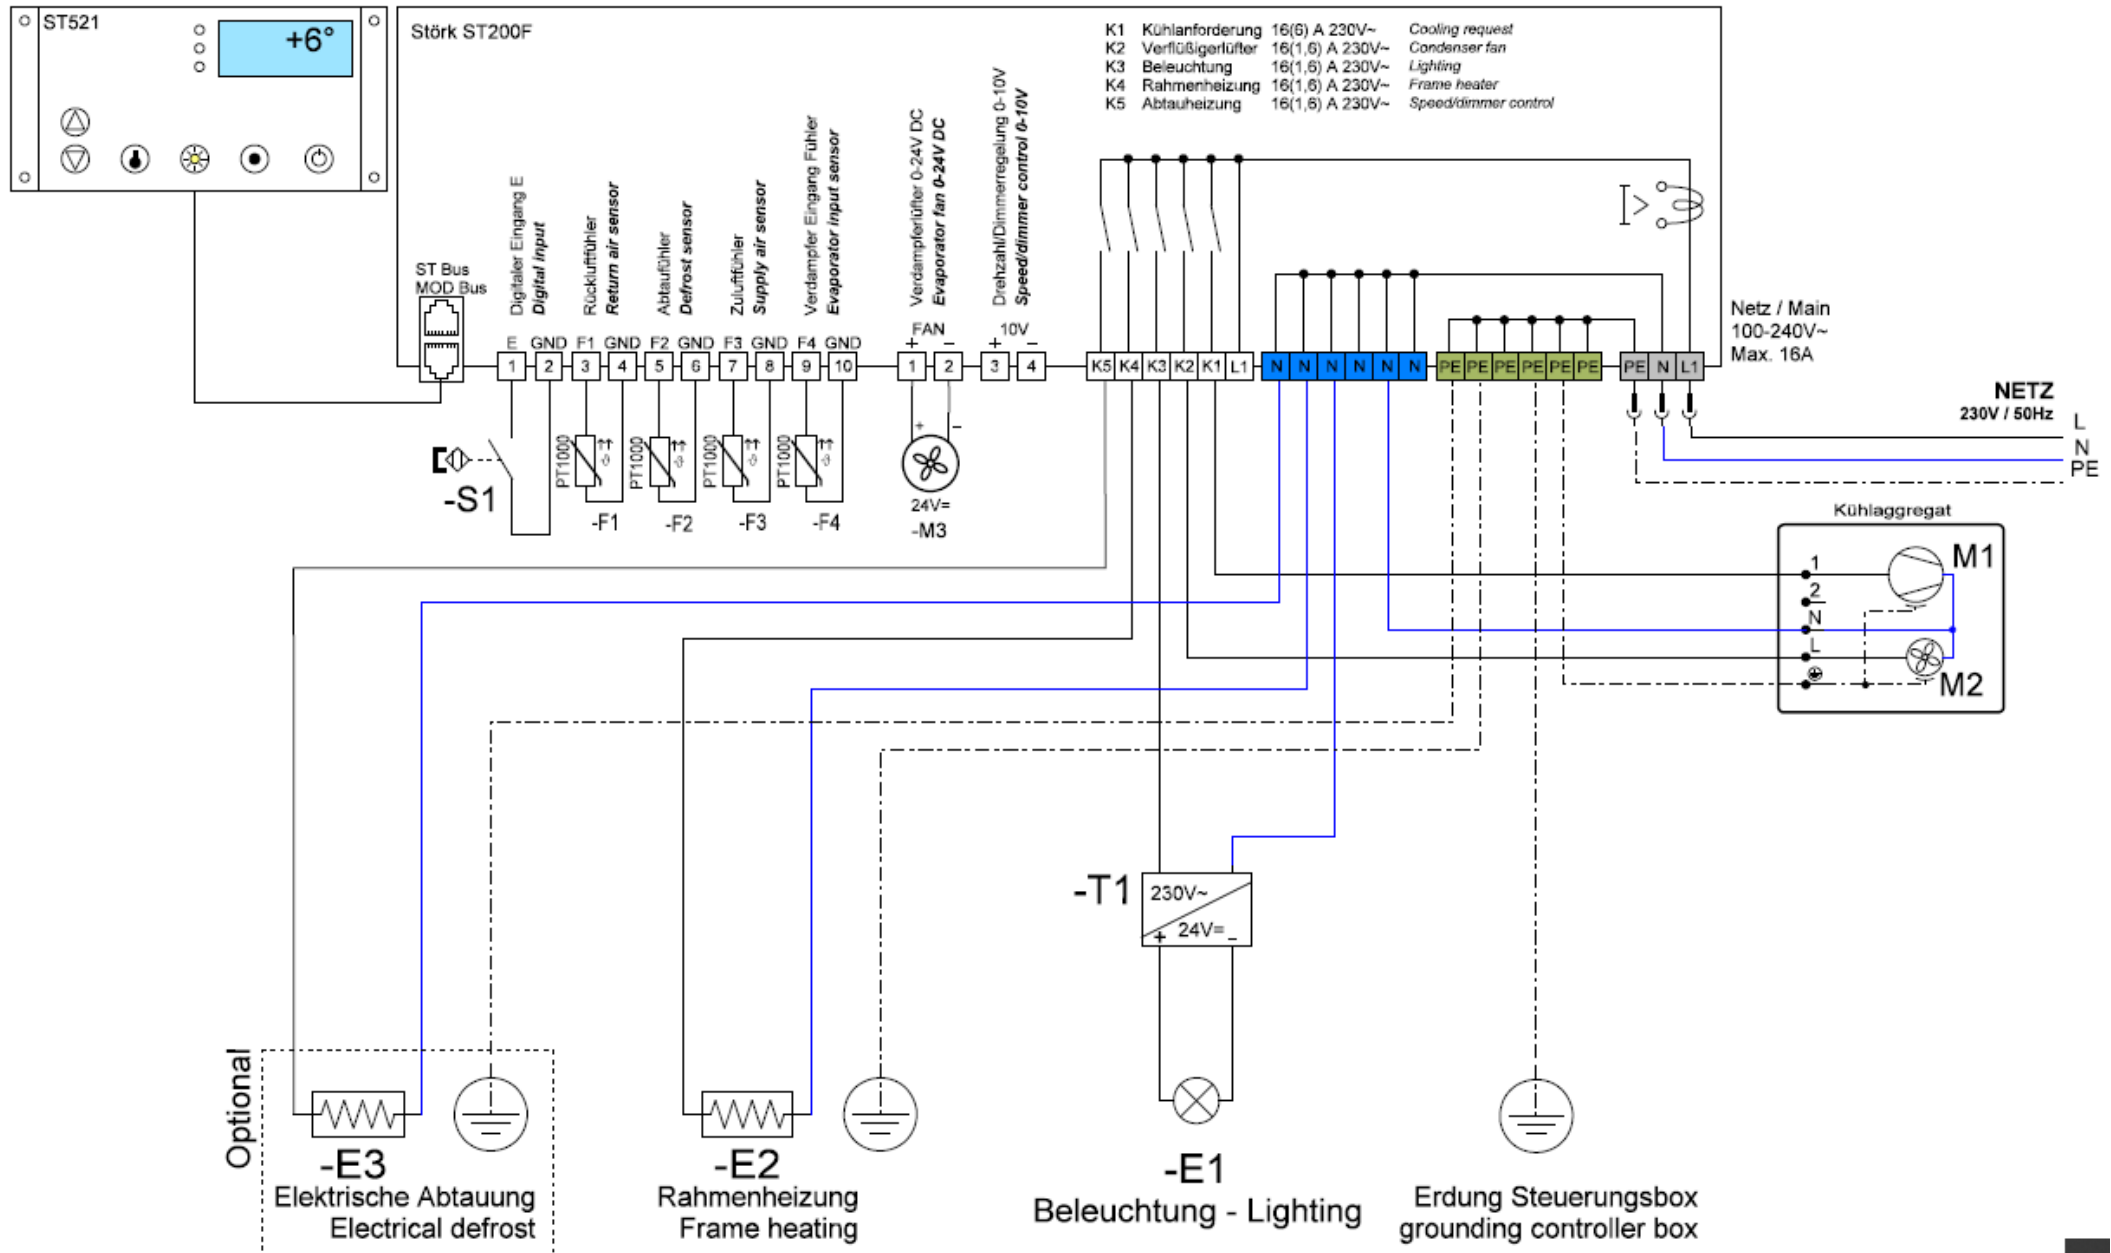 ST521
+6°
Störk ST200F
K1 Kühlanforderung 16(6) A 230V~ Cooling request
K2 Verflüßigerlüfter 16(1,6) A 230V~ Condenser fan
K3 Beleuchtung 16(1,6) A 230V~ Lighting
K4 Rahmenheizung 16(1,6) A 230V~ Frame heater
K5 Abtauheizung 16(1,6) A 230V~ Speed/dimmer control
ST Bus
MOD Bus
Digitaler Eingang E
Digital input
Rückluftfühler
Return air sensor
Abtaufühler
Defrost sensor
Zuluftfühler
Supply air sensor
Verdampfer Eingang Fühler
Evaporator input sensor
Verdampferlüfter 0-24V DC
Evaporator fan 0-24V DC
Drehzahl/Dimmerregelung 0-10V
Speed/dimmer control 0-10V
E GND F1 GND F2 GND F3 GND F4 GND
FAN
+ −
10V
+ −
1 2 3 4 5 6 7 8 9 10 1 2 3 4 K5 K4 K3 K2 K1 L1 N N N N N N PE PE PE PE PE PE PE N L1
Netz / Main
100-240V~
Max. 16A
NETZ
230V / 50Hz
L
N
PE
-S1
PT1000
-F1
PT1000
-F2
PT1000
-F3
PT1000
-F4
+ −
24V=
-M3
Kühlaggregat
1
2
N
L
M1
M2
-T1
230V~
24V=
+ −
Optional
-E3
Elektrische Abtauung
Electrical defrost
-E2
Rahmenheizung
Frame heating
-E1
Beleuchtung - Lighting
Erdung Steuerungsbox
grounding controller box